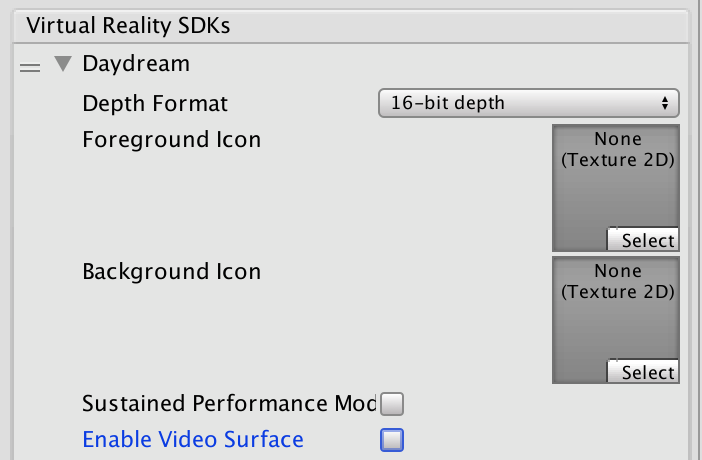 Virtual Reality SDKs
Daydream
Depth Format 16-bit depth
Foreground Icon
None
(Texture 2D)
Select
Background Icon
None
(Texture 2D)
Select
Sustained Performance Mod
Enable Video Surface